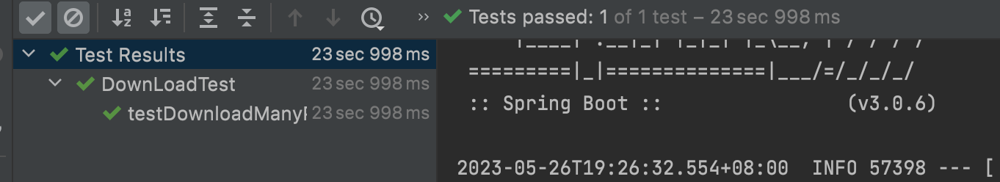 Tests passed: 1 of 1 test – 23 sec 998 ms
Test Results 23 sec 998 ms
DownLoadTest 23 sec 998 ms
testDownloadMany 23 sec 998 ms
=========|_|==============|___/=/_/_/_/
:: Spring Boot :: (v3.0.6)
2023-05-26T19:26:32.554+08:00 INFO 57398 --- [